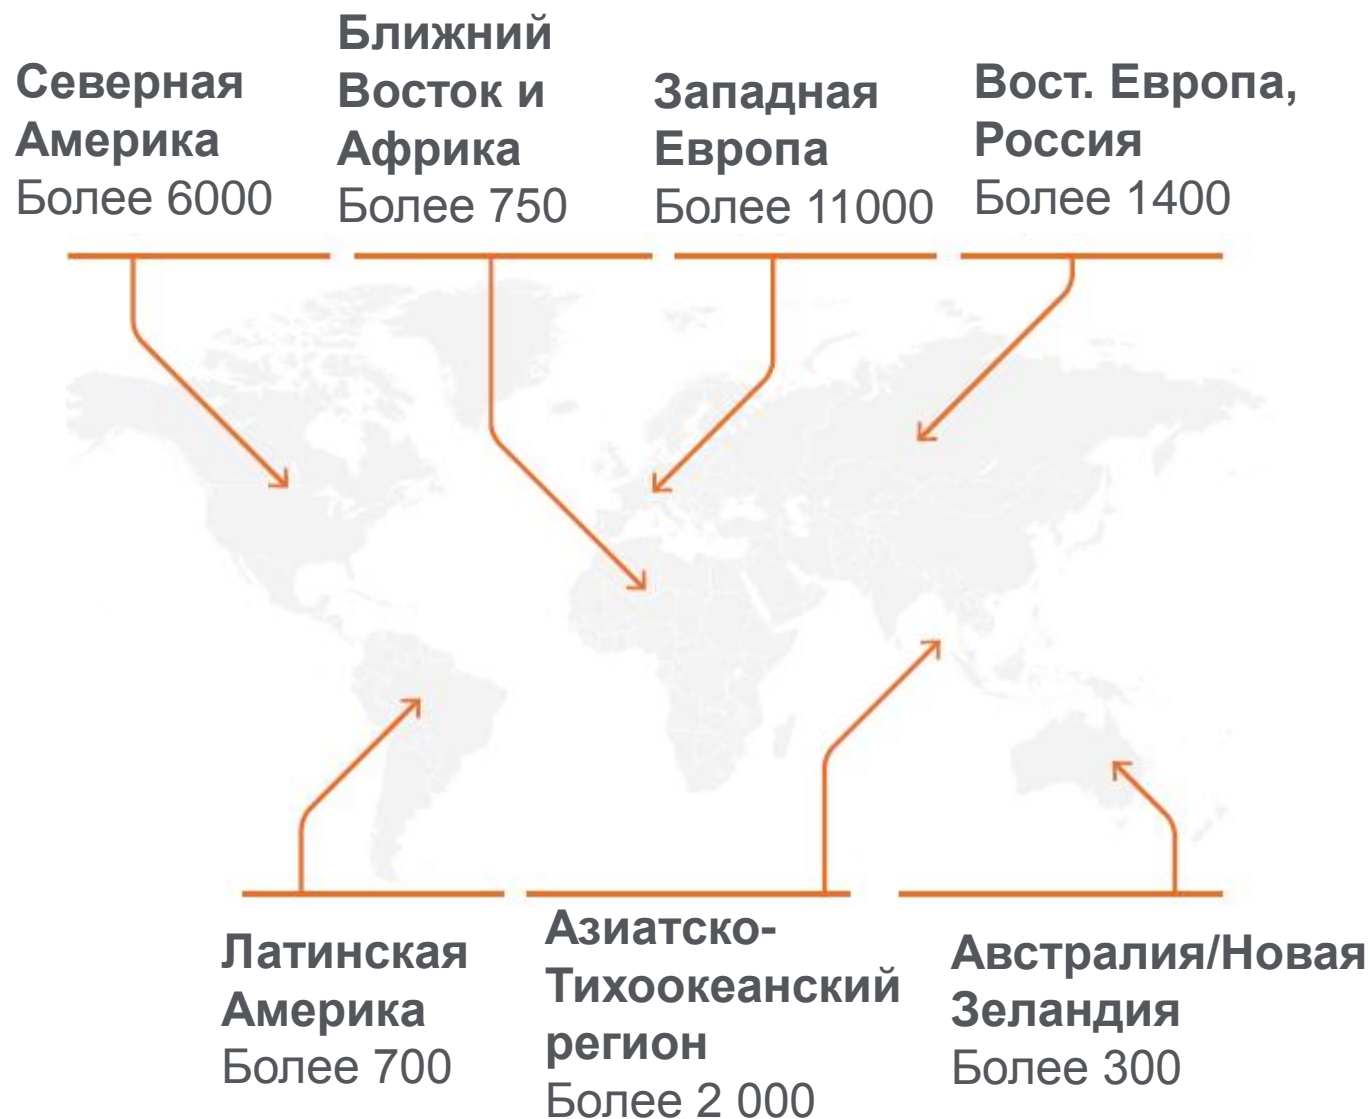 Северная
Америка
Более 6000
Ближний
Восток и
Африка
Более 750
Западная
Европа
Более 11000
Вост. Европа,
Россия
Более 1400
Латинская
Америка
Более 700
Азиатско-
Тихоокеанский
регион
Более 2 000
Австралия/Новая
Зеландия
Более 300